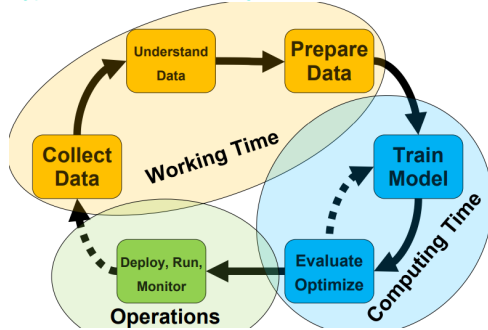 Understand
Data
Prepare
Data
Collect
Data
Working Time
Train
Model
Computing Time
Evaluate
Optimize
Deploy, Run,
Monitor
Operations